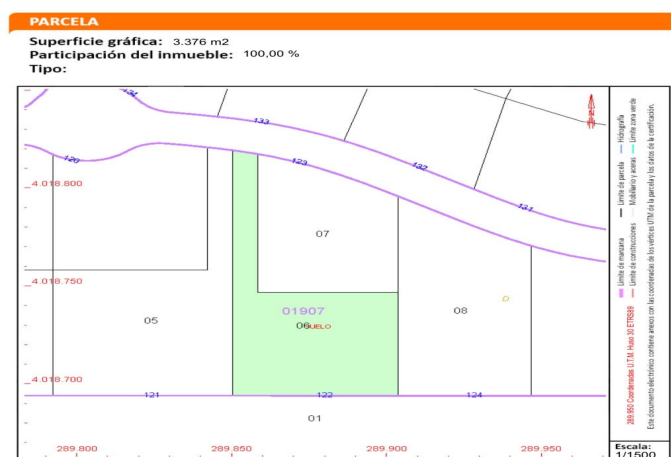 PARCELA
Superficie gráfica: 3.376 m2
Participación del inmueble: 100,00 %
Tipo:
134
133
132
131
120
123
4.018.800
07
4.018.750
01907
05
06
SUELO
08
4.018.700
121
122
124
01
289.800
289.850
289.900
289.950
Límite de manzana
Límite de parcela
Hidrografía
Límite de construcciones
Mobiliario y aceras
Límite zona verde
289.950 Coordenadas U.T.M. Huso 30 ETRS89
Este documento electrónico contiene anexos con las coordenadas de los vértices UTM de la parcela y los datos de la certificación.
Escala:
1/1500